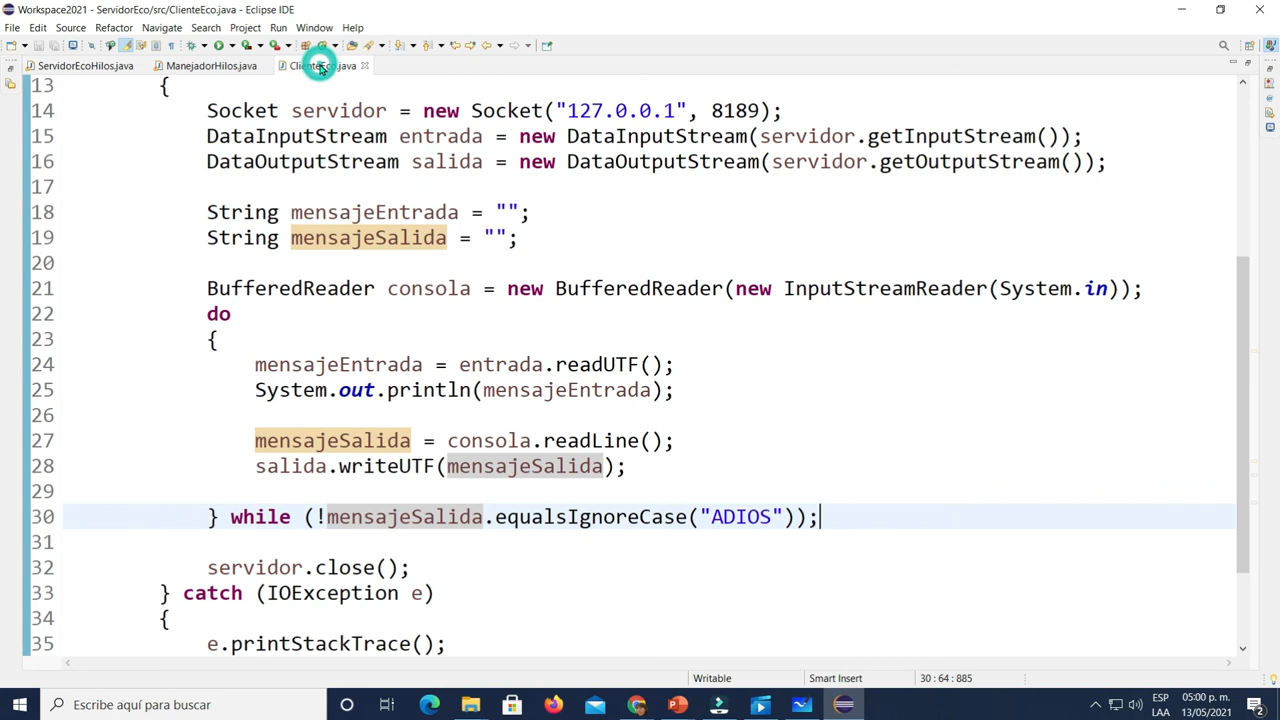 Workspace2021 - ServidorEco/src/ClienteEco.java - Eclipse IDE
File Edit Source Refactor Navigate Search Project Run Window Help
ServidorEcoHilos.java ManejadorHilos.java ClienteEco.java
13 {
14 Socket servidor = new Socket("127.0.0.1", 8189);
15 DataInputStream entrada = new DataInputStream(servidor.getInputStream());
16 DataOutputStream salida = new DataOutputStream(servidor.getOutputStream());
17
18 String mensajeEntrada = "";
19 String mensajeSalida = "";
20
21 BufferedReader consola = new BufferedReader(new InputStreamReader(System.in));
22 do
23 {
24 mensajeEntrada = entrada.readUTF();
25 System.out.println(mensajeEntrada);
26
27 mensajeSalida = consola.readLine();
28 salida.writeUTF(mensajeSalida);
29
30 } while (!mensajeSalida.equalsIgnoreCase("ADIOS"));
31
32 servidor.close();
33 } catch (IOException e)
34 {
35 e.printStackTrace();
Writable Smart Insert 30 : 64 : 885
Escribe aquí para buscar
ESP 05:00 p. m.
LAA 13/05/2021 2